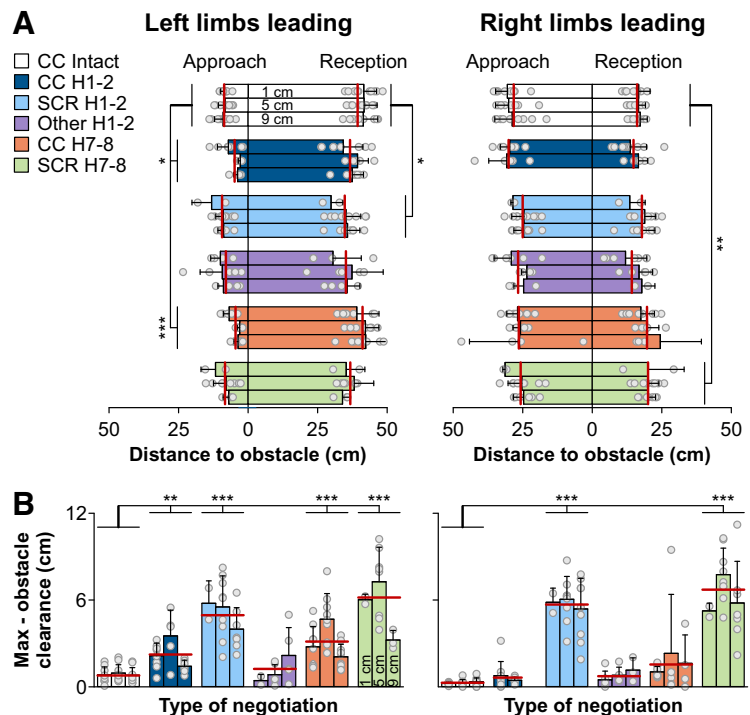 A
Left limbs leading
Right limbs leading
CC Intact
CC H1-2
SCR H1-2
Other H1-2
CC H7-8
SCR H7-8
Approach
Reception
Approach
Reception
1 cm
5 cm
9 cm
*
***
*
**
50 25 0 25 50
50 25 0 25 50
Distance to obstacle (cm)
Distance to obstacle (cm)
B
Max - obstacle
clearance (cm)
12
6
0
** *** *** ***
*** ***
1 cm
5 cm
9 cm
Type of negotiation
Type of negotiation